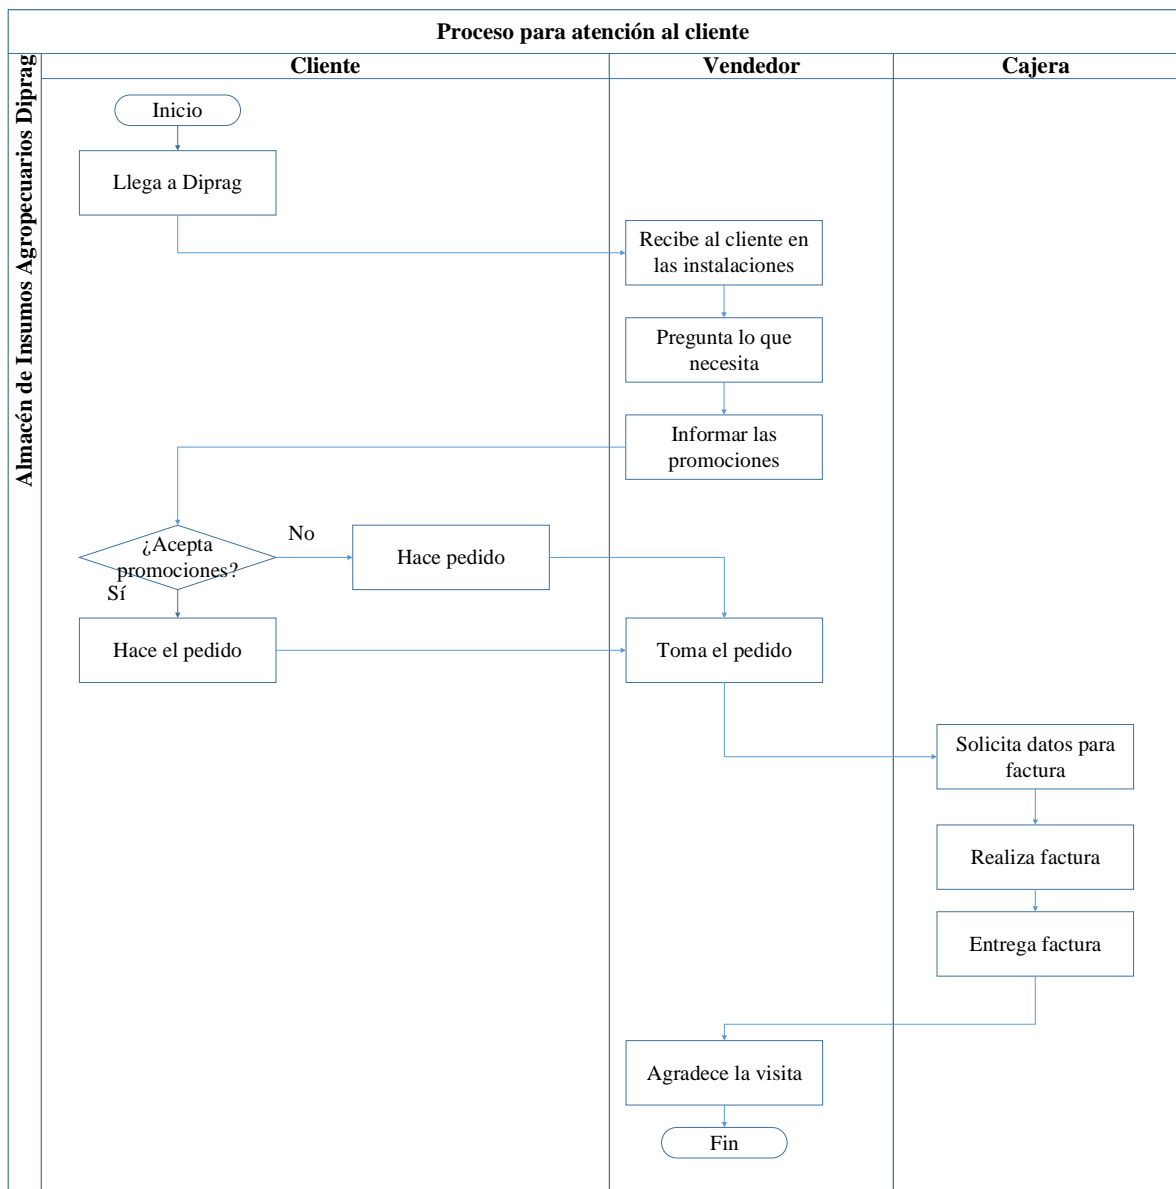 Proceso para atención al cliente
Almacén de Insumos Agropecuarios Diprag
Cliente
Vendedor
Cajera
Inicio
Llega a Diprag
Recibe al cliente en
las instalaciones
Pregunta lo que
necesita
Informar las
promociones
¿Acepta
promociones?
No
Hace pedido
Sí
Hace el pedido
Toma el pedido
Solicita datos para
factura
Realiza factura
Entrega factura
Agradece la visita
Fin